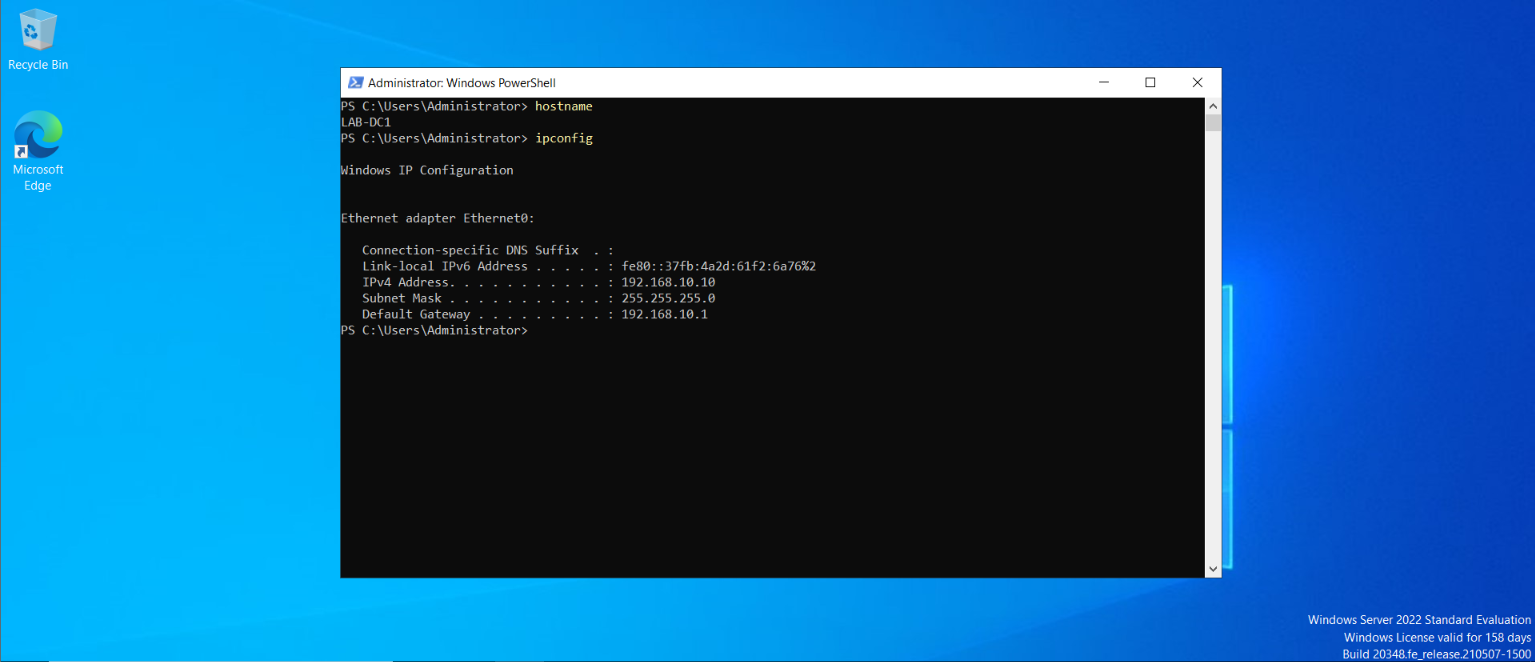 Recycle Bin
Microsoft
Edge
Administrator: Windows PowerShell
PS C:\Users\Administrator> hostname
LAB-DC1
PS C:\Users\Administrator> ipconfig
Windows IP Configuration
Ethernet adapter Ethernet0:
   Connection-specific DNS Suffix  . :
   Link-local IPv6 Address . . . . . : fe80::37fb:4a2d:61f2:6a76%2
   IPv4 Address. . . . . . . . . . . : 192.168.10.10
   Subnet Mask . . . . . . . . . . . : 255.255.255.0
   Default Gateway . . . . . . . . . : 192.168.10.1
PS C:\Users\Administrator>
Windows Server 2022 Standard Evaluation
Windows License valid for 158 days
Build 20348.fe_release.210507-1500